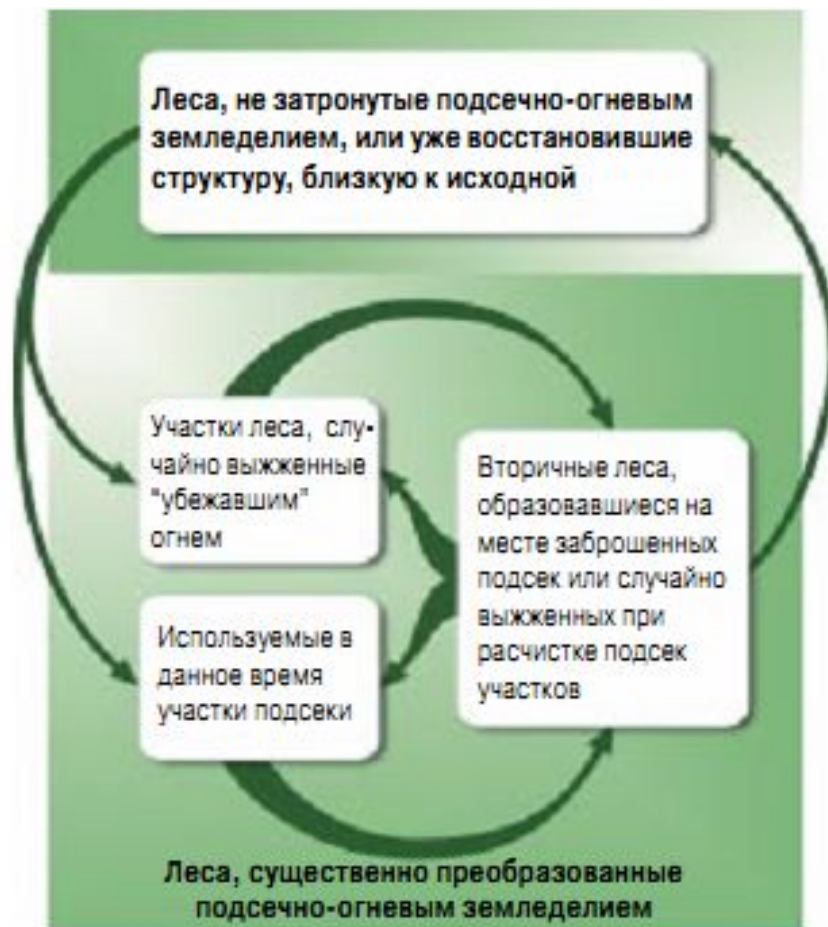 Леса, не затронутые подсечно-огневым
земледелием, или уже восстановившие
структуру, близкую к исходной
Участки леса, слу-
чайно выжженные
"убежавшим"
огнем
Вторичные леса,
образовавшиеся на
месте заброшенных
подсек или случайно
выжженных при
расчистке подсек
участков
Используемые в
данное время
участки подсеки
Леса, существенно преобразованные
подсечно-огневым земледелием